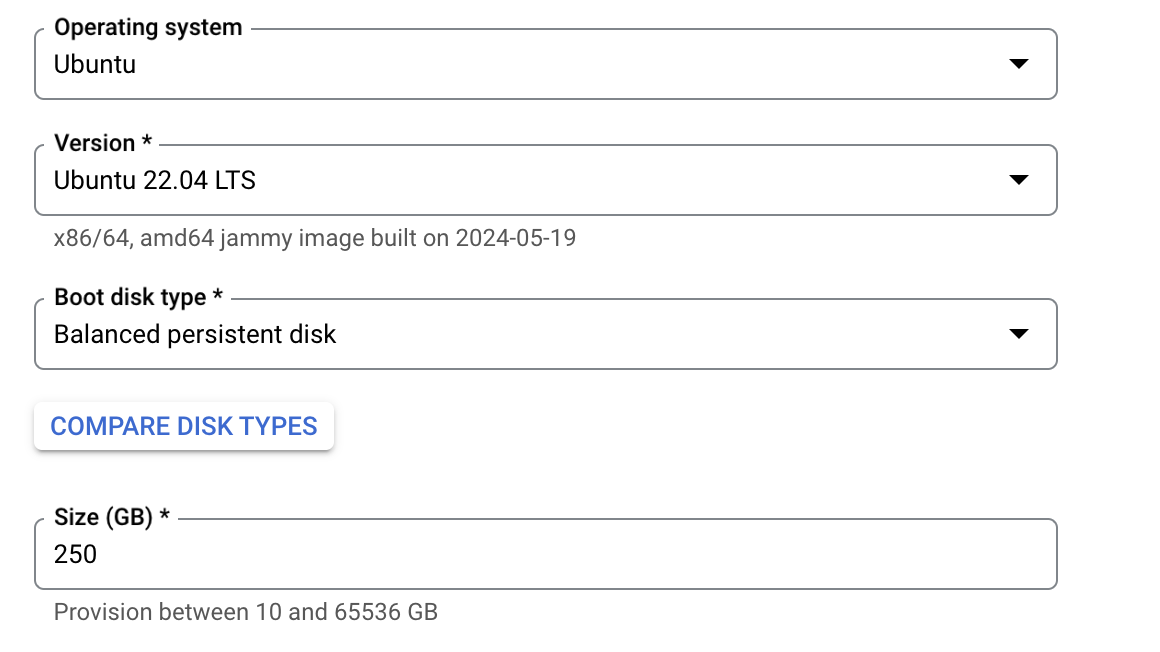 Operating system
Ubuntu
Version *
Ubuntu 22.04 LTS
x86/64, amd64 jammy image built on 2024-05-19
Boot disk type *
Balanced persistent disk
COMPARE DISK TYPES
Size (GB) *
250
Provision between 10 and 65536 GB